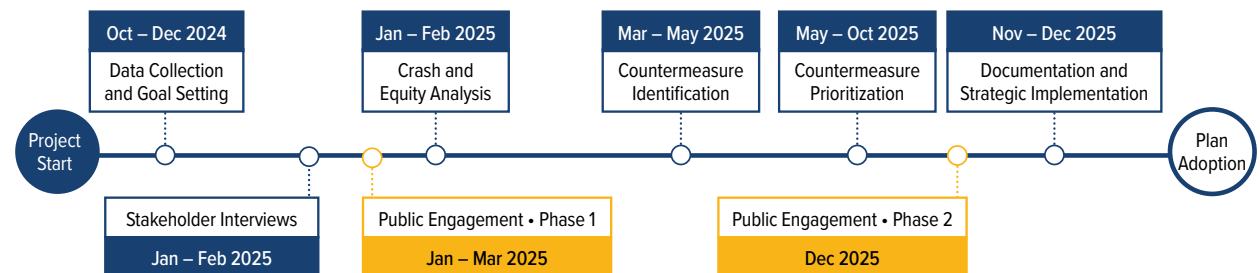 Oct – Dec 2024
Data Collection
and Goal Setting
Jan – Feb 2025
Crash and
Equity Analysis
Mar – May 2025
Countermeasure
Identification
May – Oct 2025
Countermeasure
Prioritization
Nov – Dec 2025
Documentation and
Strategic Implementation
Project
Start
Plan
Adoption
Stakeholder Interviews
Jan – Feb 2025
Public Engagement • Phase 1
Jan – Mar 2025
Public Engagement • Phase 2
Dec 2025